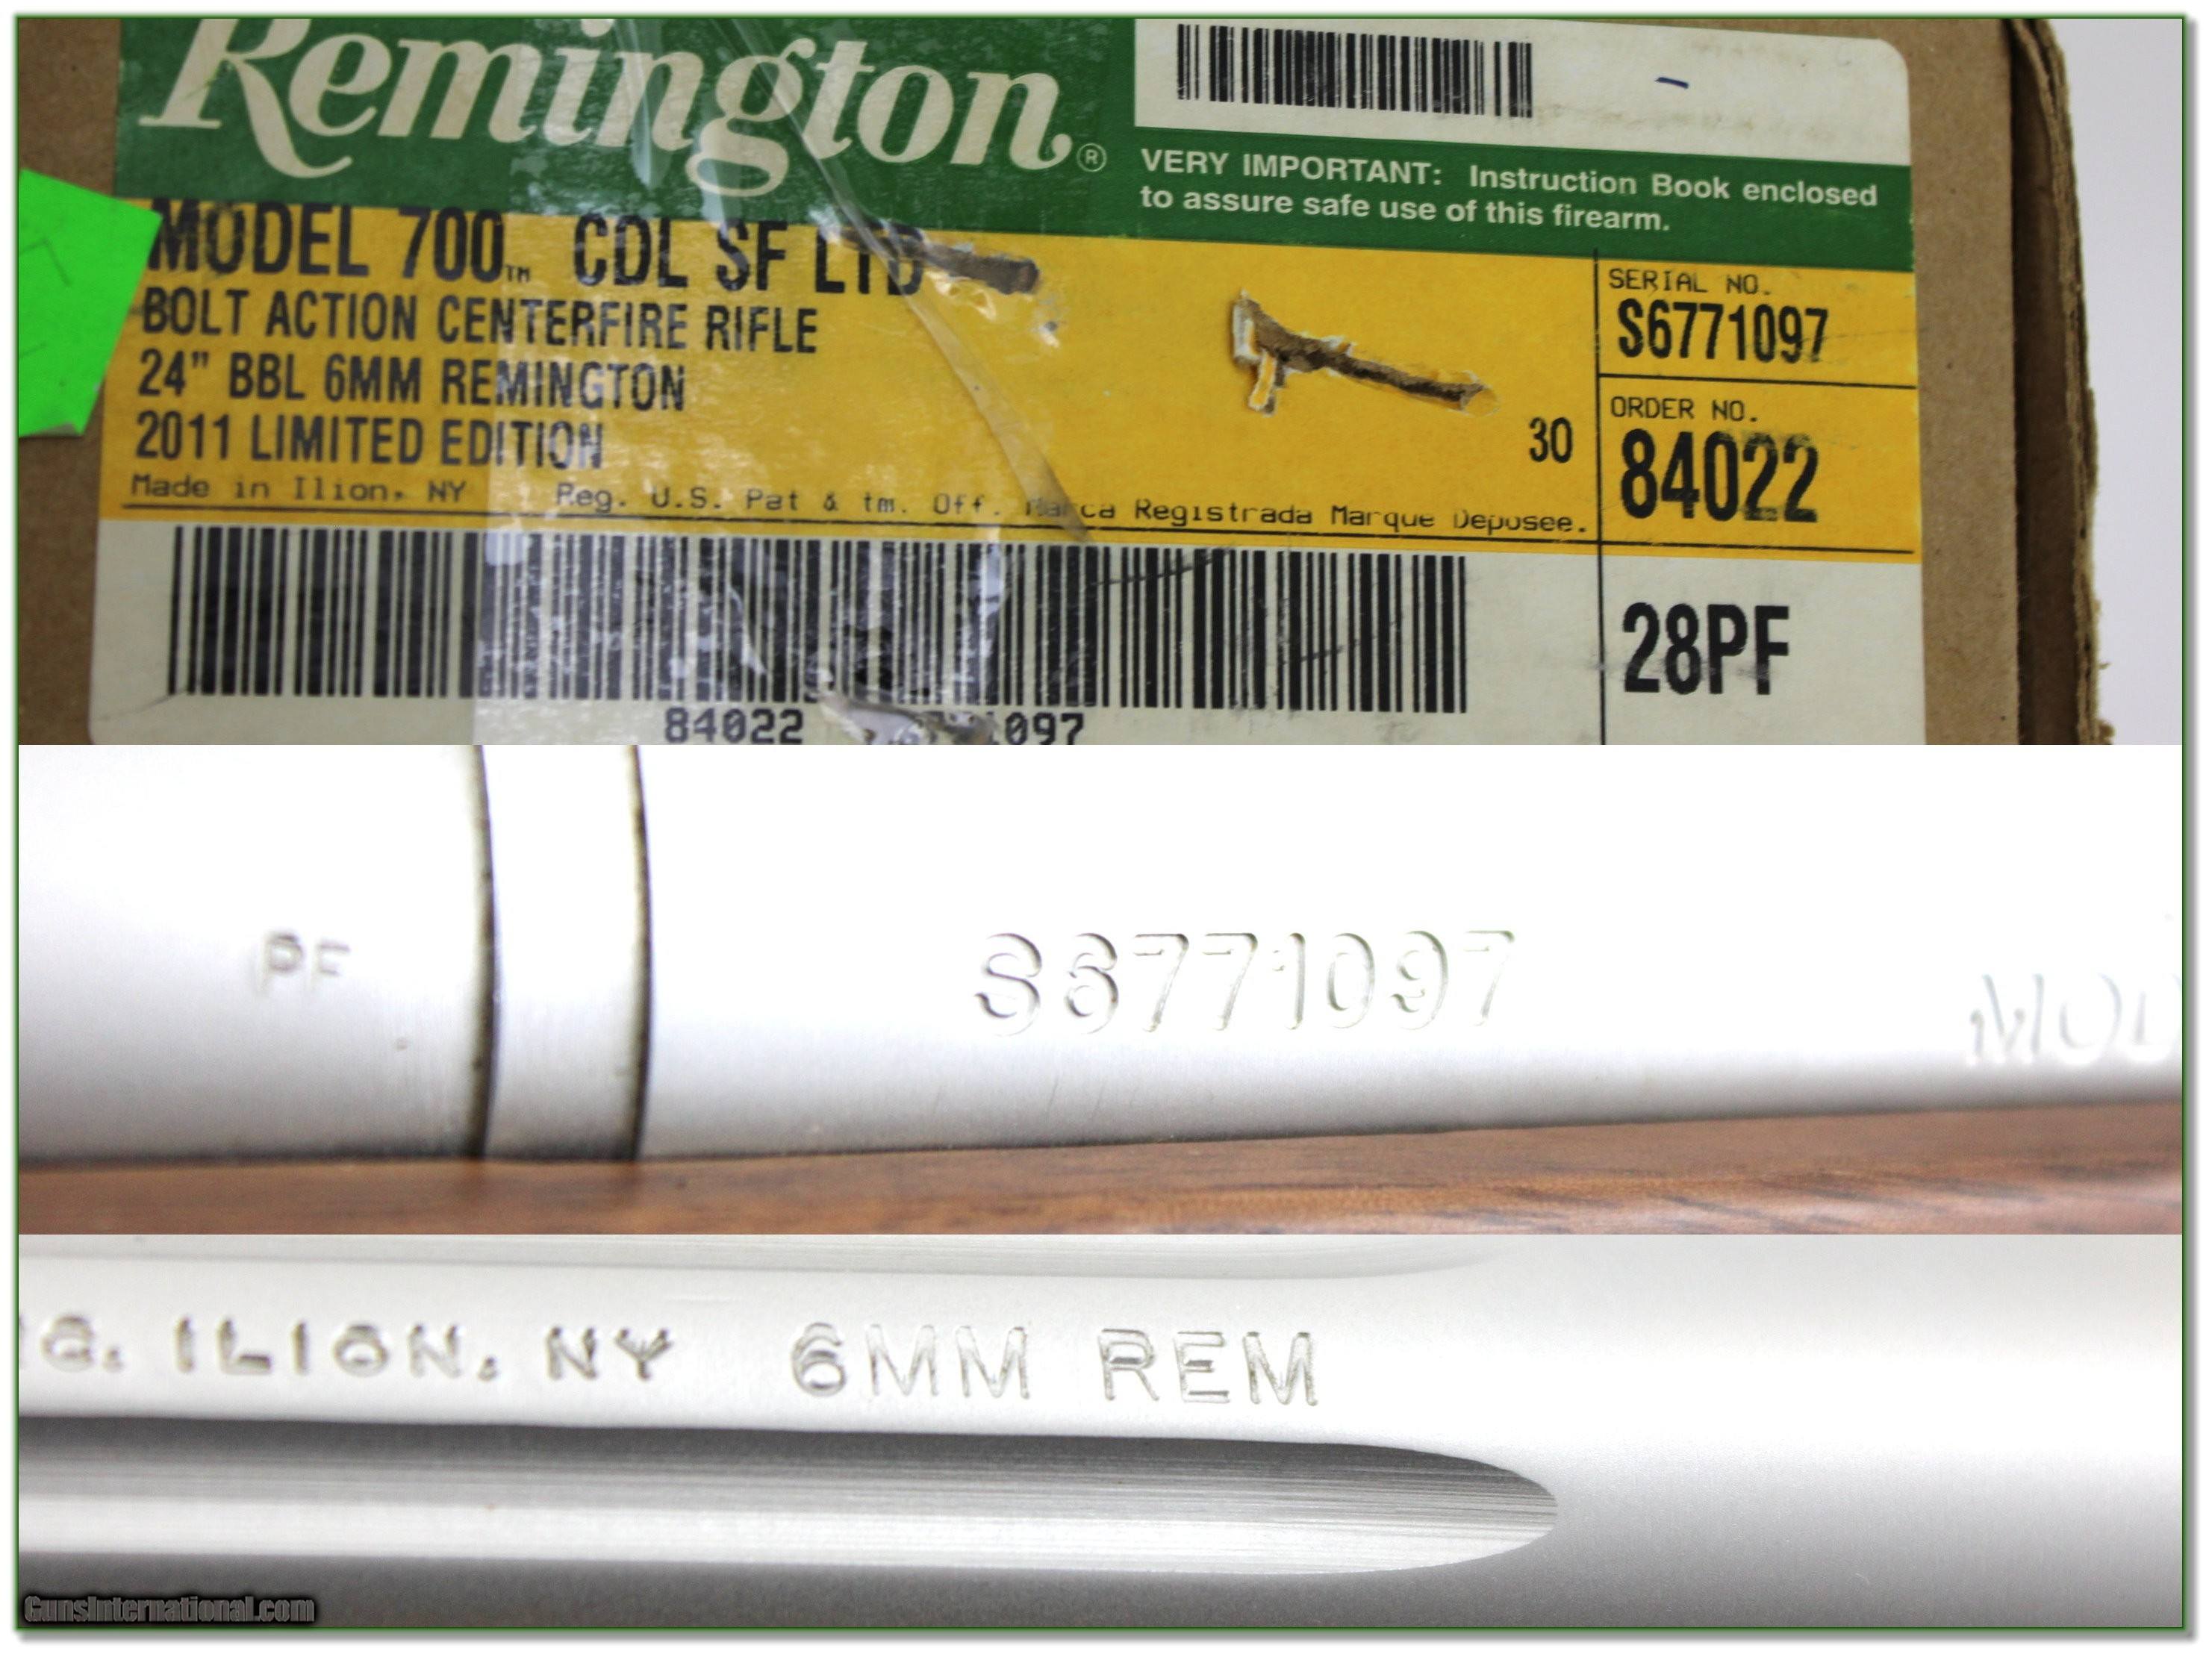 Remington®
VERY IMPORTANT: Instruction Book enclosed
to assure safe use of this firearm.
MODEL 700™ CDL SF LTD
BOLT ACTION CENTERFIRE RIFLE
24" BBL 6MM REMINGTON
2011 LIMITED EDITION
30
Made in Ilion, NY Reg. U.S. Pat & tm. Off. Marca Registrada Marque Deposee.
SERIAL NO.
S6771097
ORDER NO.
84022
28PF
84022 097
PF
S6771097
MOD
G. ILION, NY 6MM REM
GunsInternational.com